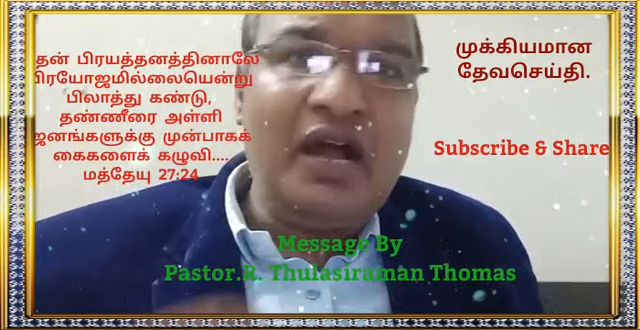 தன் பிரயத்தனத்தினாலே
பிரயோஜமில்லையென்று
பிலாத்து கண்டு,
தண்ணீரை அள்ளி
ஜனங்களுக்கு முன்பாகக்
கைகளைக் கழுவி....
மத்தேயு 27:24
முக்கியமான
தேவசெய்தி.
Subscribe & Share
Message By
Pastor.R. Thulasiraman Thomas